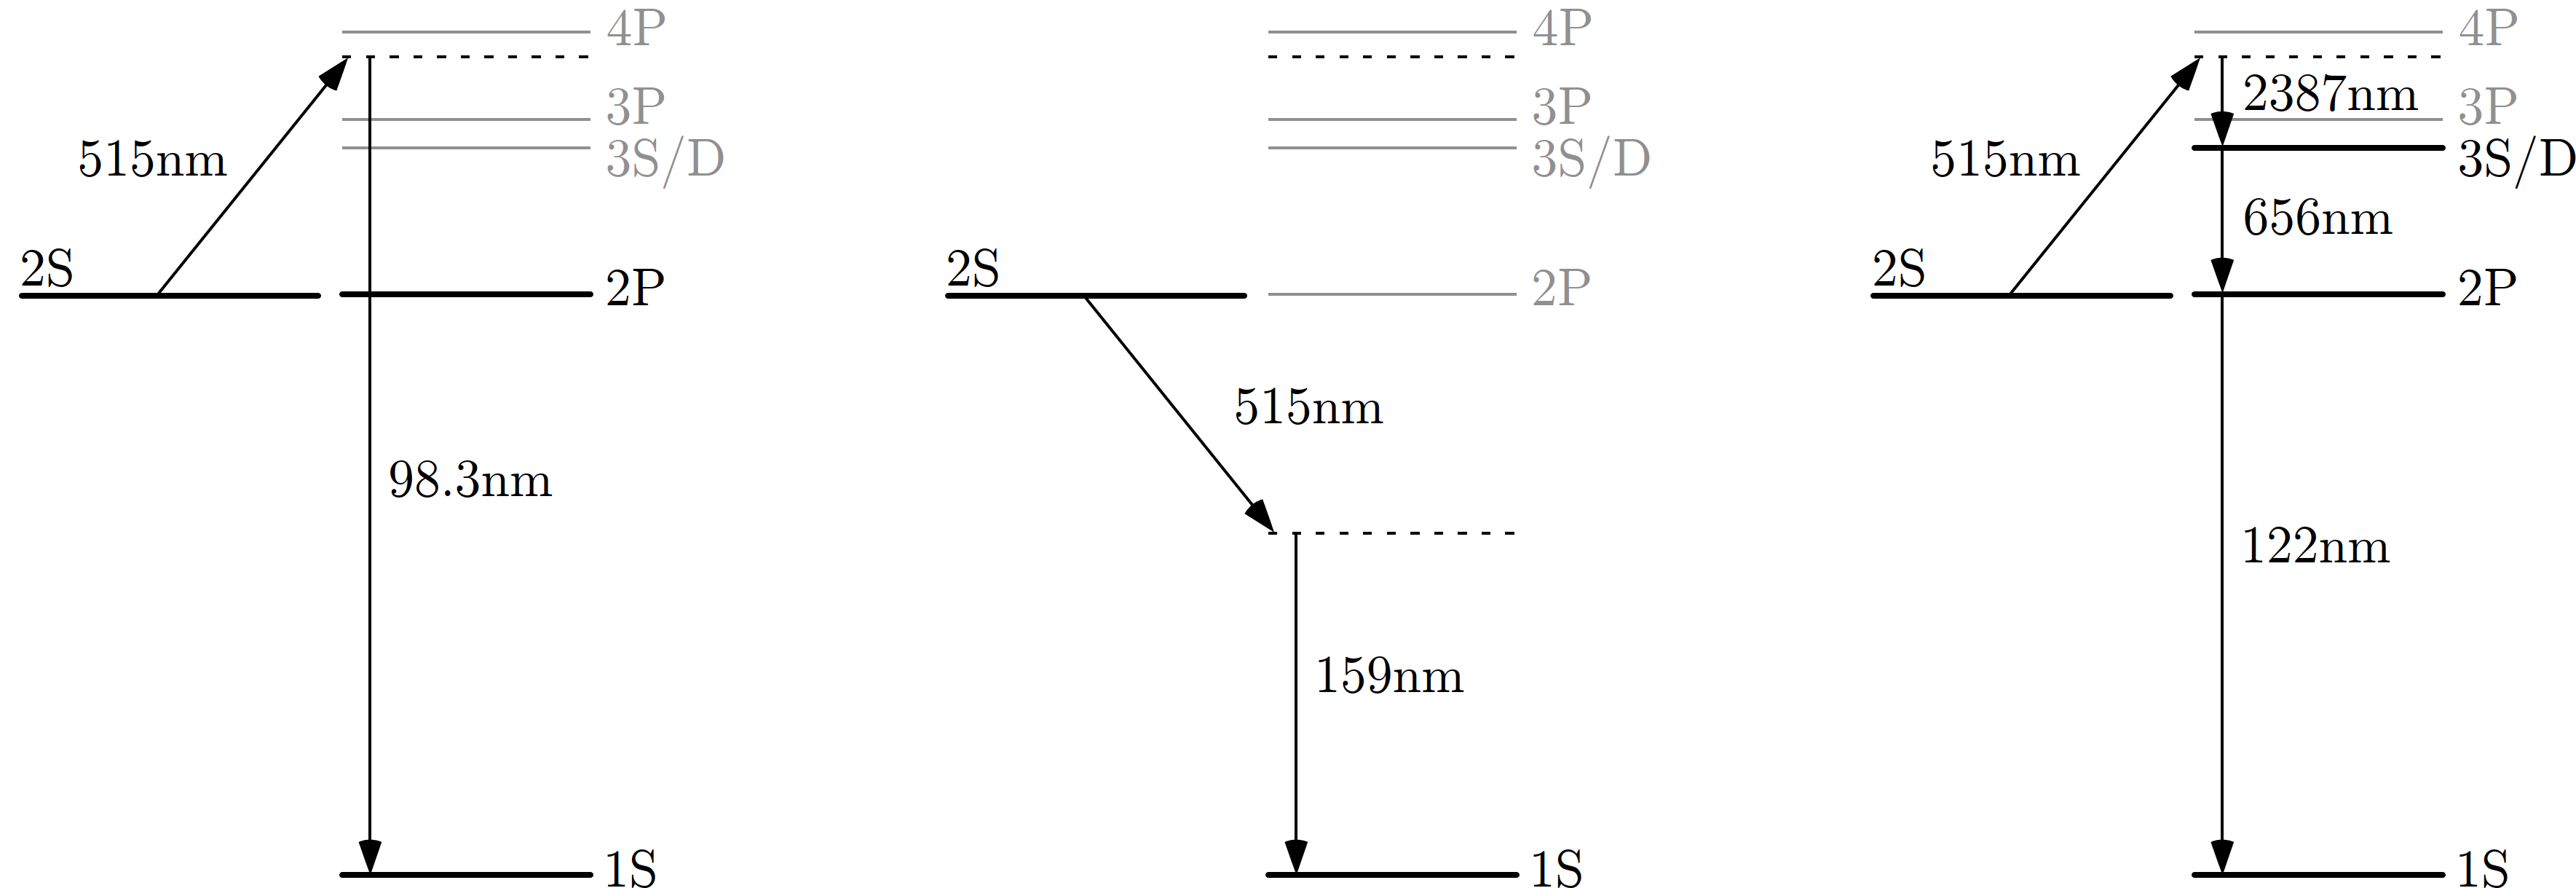 4P
3P
3S/D
515nm
2S
2P
98.3nm
1S
4P
3P
3S/D
2S
2P
515nm
159nm
1S
4P
2387nm
3P
515nm
3S/D
656nm
2S
2P
122nm
1S